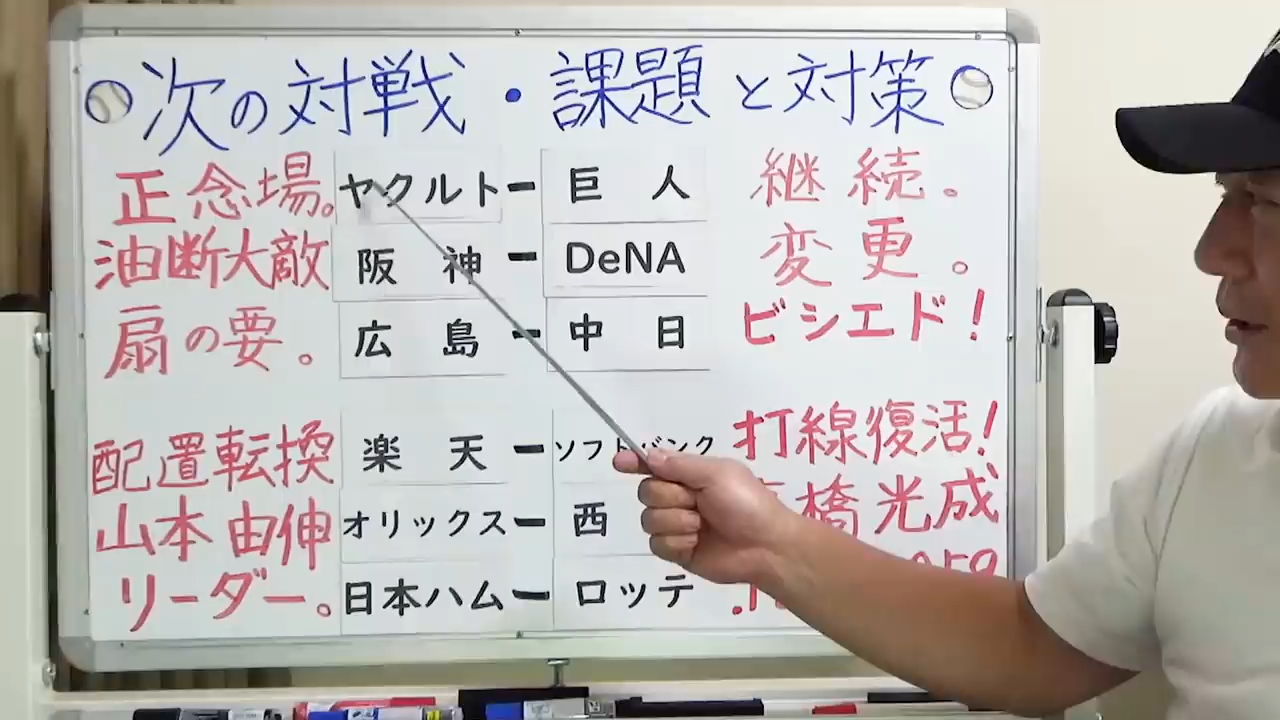 次の対戦・課題と対策
正念場。 ヤクルト ー 巨人 継続。
油断大敵 阪神 ー DeNA 変更。
扇の要。 広島 ー 中日 ビシエド！
配置転換 楽天 ー ソフトバンク 打線復活！
山本由伸 オリックス ー 西 橋光成
リーダー。 日本ハム ー ロッテ